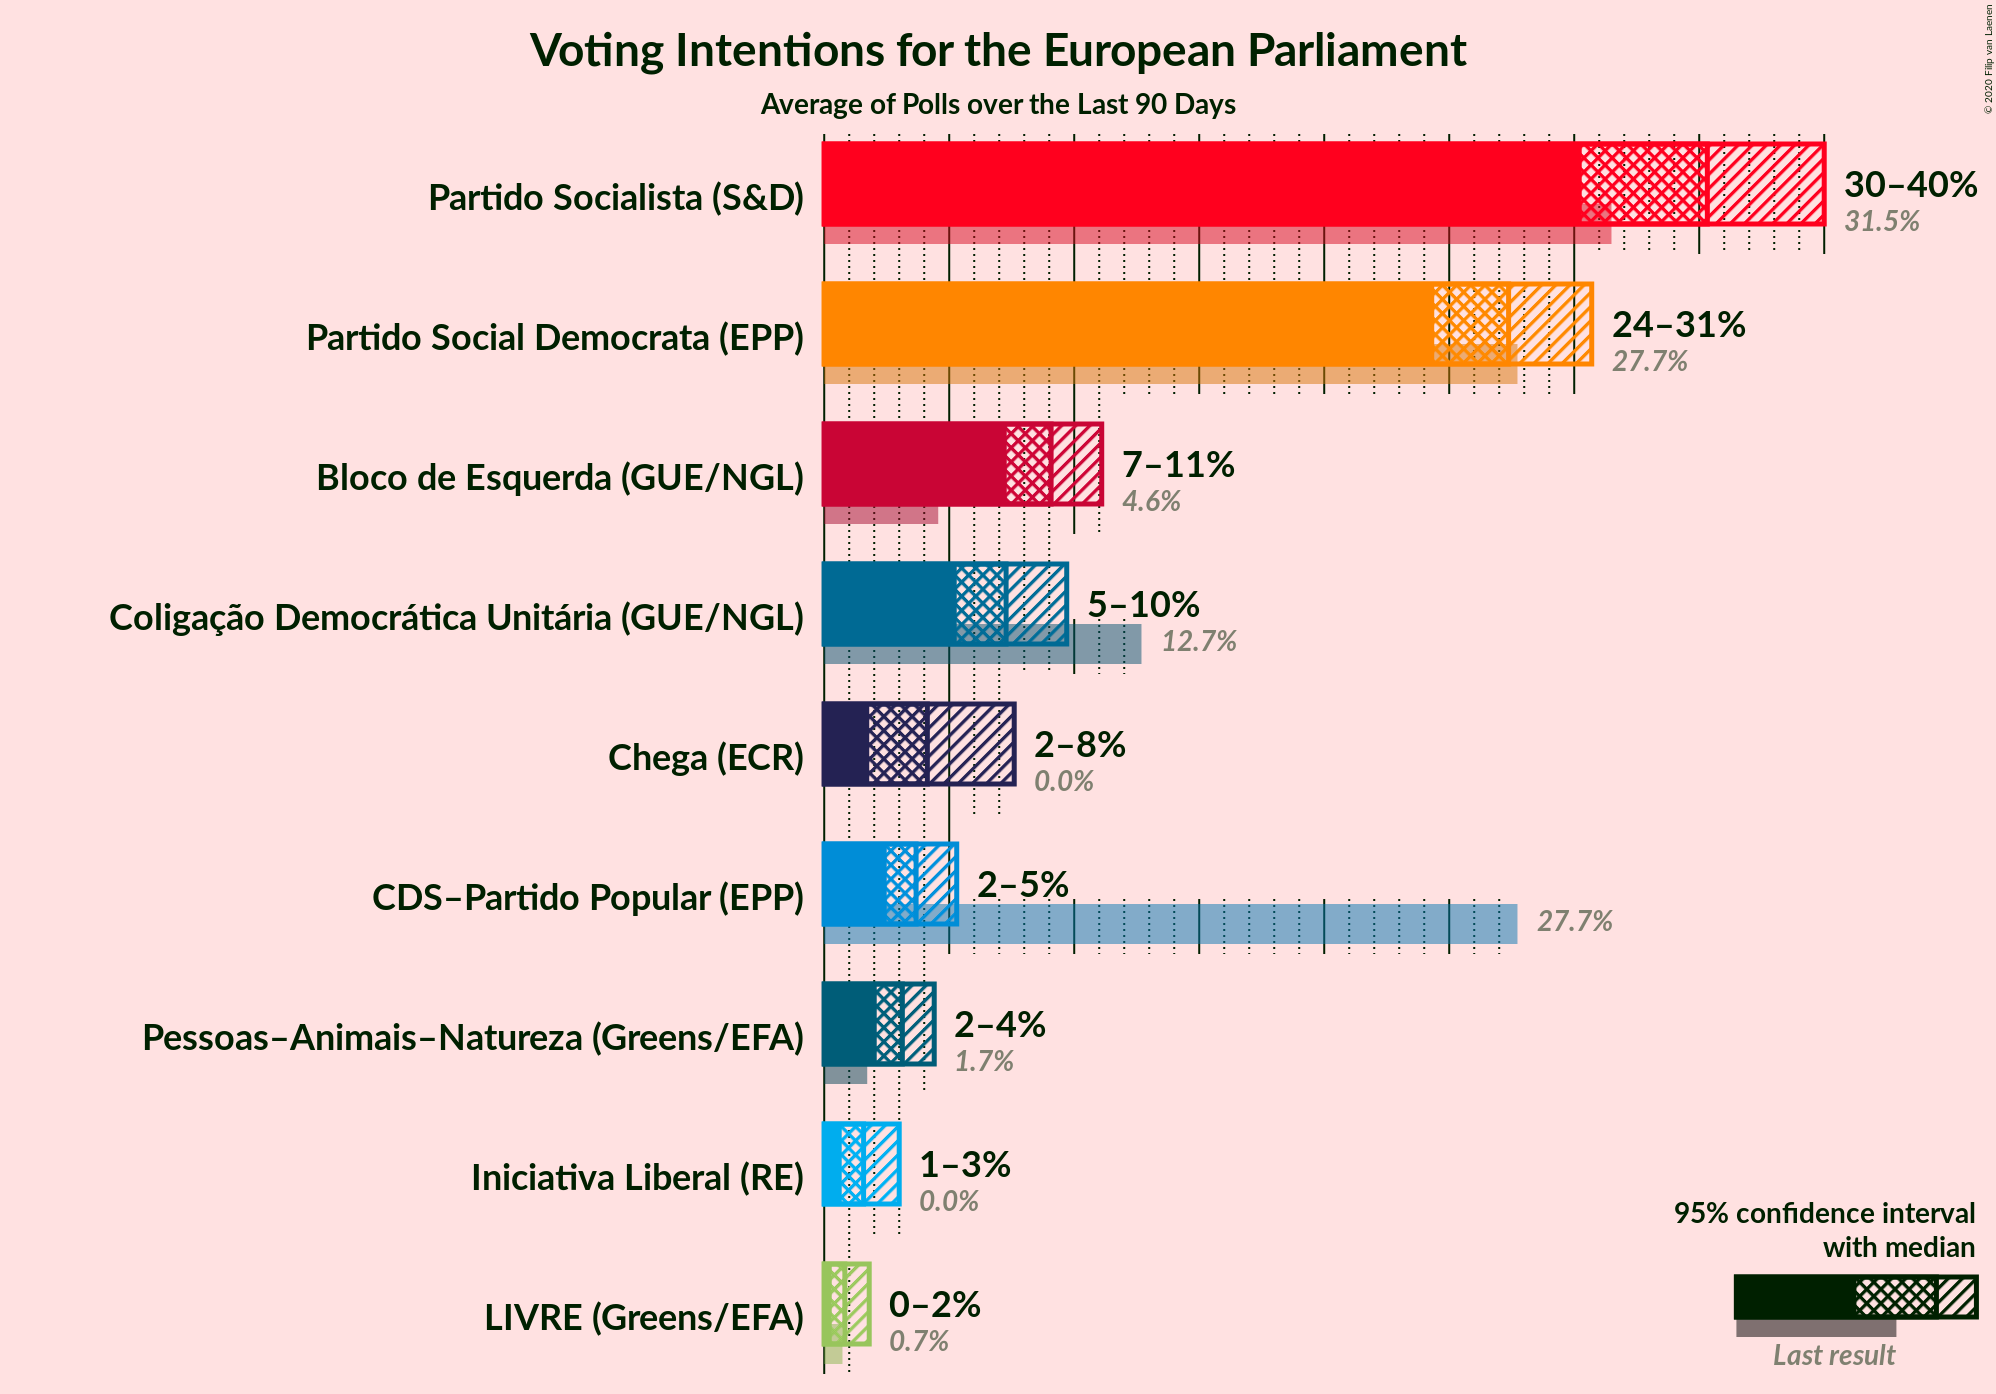 Voting Intentions for the European Parliament
Average of Polls over the Last 90 Days
© 2020 Filip van Laenen
Partido Socialista (S&D)
30–40%
31.5%
Partido Social Democrata (EPP)
24–31%
27.7%
Bloco de Esquerda (GUE/NGL)
7–11%
4.6%
Coligação Democrática Unitária (GUE/NGL)
5–10%
12.7%
Chega (ECR)
2–8%
0.0%
CDS–Partido Popular (EPP)
2–5%
27.7%
Pessoas–Animais–Natureza (Greens/EFA)
2–4%
1.7%
Iniciativa Liberal (RE)
1–3%
0.0%
LIVRE (Greens/EFA)
0–2%
0.7%
95% confidence interval
with median
Last result